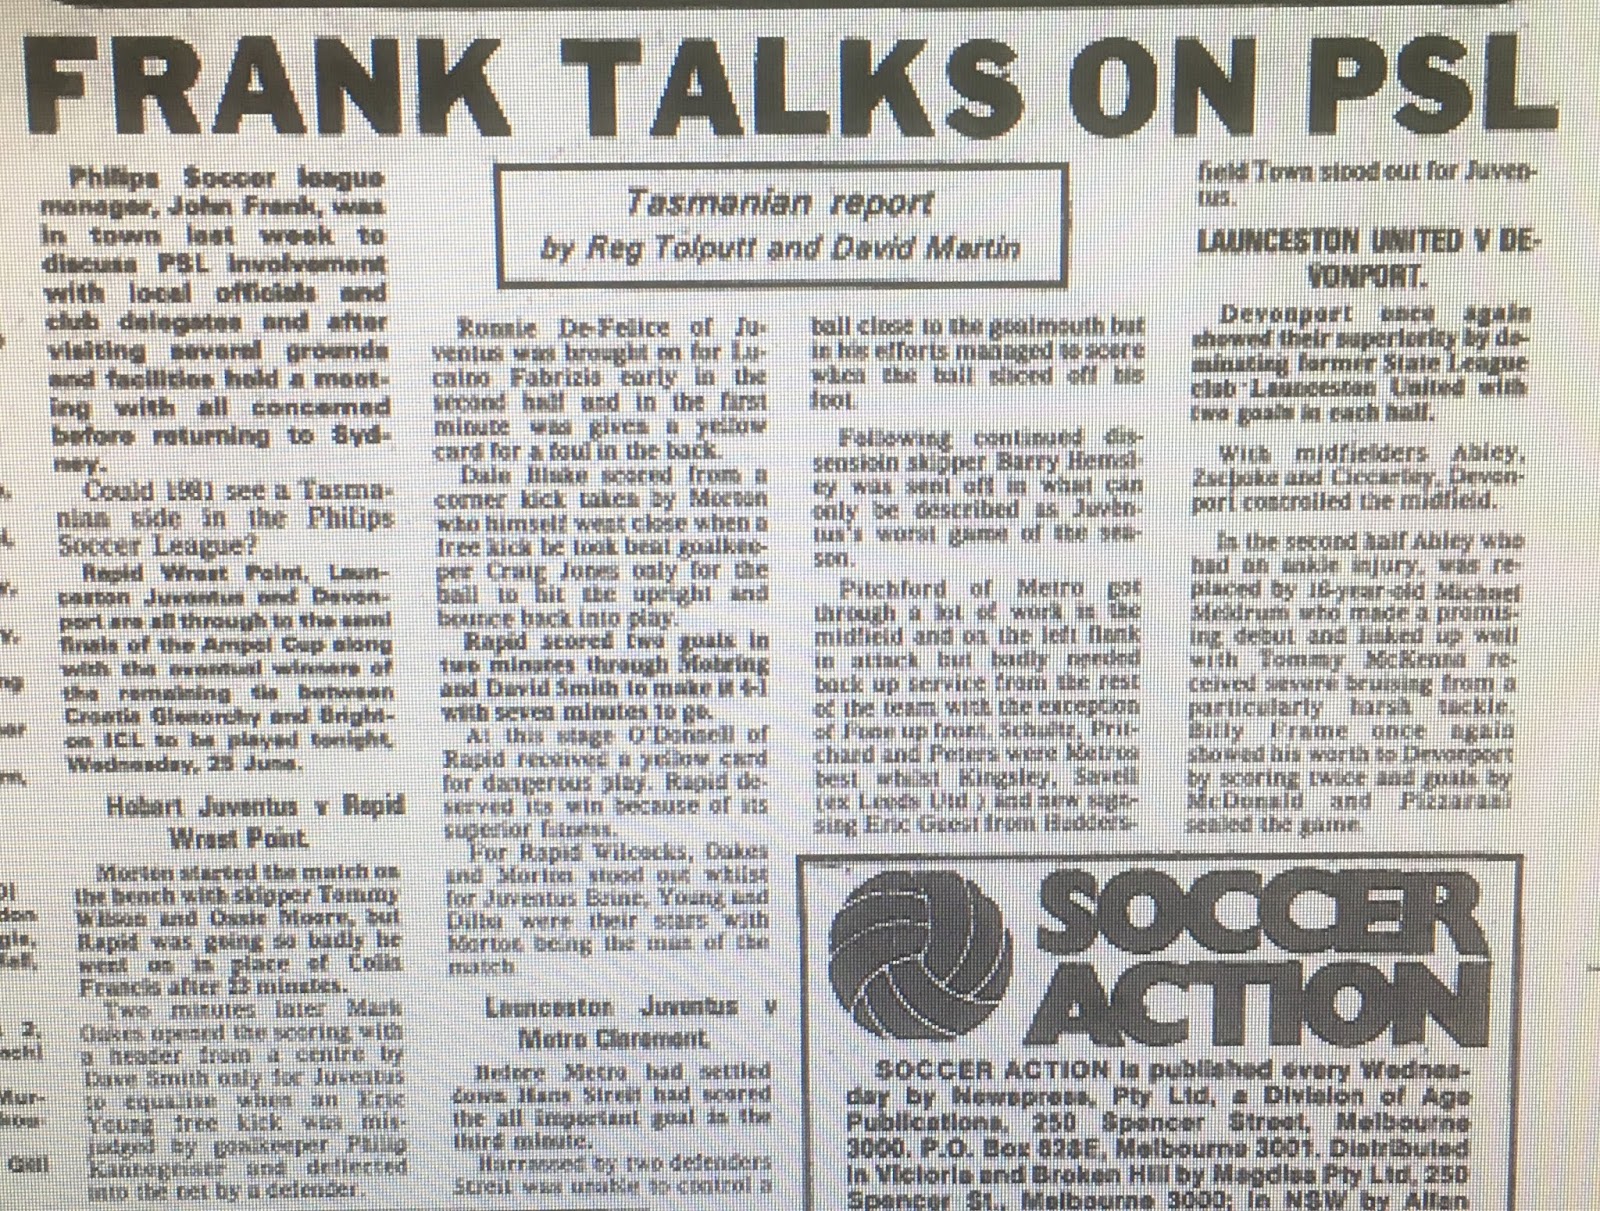 FRANK TALKS ON PSL
Phillips Soccer league
manager, John Frank, was
in town last week to
discuss PSL involvement
with local officials and
club delegates and after
visiting several grounds
and facilities held a meet-
ing with all concerned
before returning to Syd-
ney.
Could 1981 see a Tasma-
nian side in the Philips
Soccer League?
Rapid Wrest Point, Laun-
ceston Juventus and Devon-
port are all through to the semi
finals of the Ampol Cup along
with the eventual winners of
the remaining tie between
Croatia Glenorchy and Bright-
on ICL to be played tonight,
Wednesday, 25 June.
Hobart Juventus v Rapid
Wrest Point.
Morton started the match on
the bench with skipper Tommy
Wilson and Ossie Moore, but
Rapid was going so badly he
went on in place of Colin
Francis after 23 minutes.
Two minutes later Mark
Oakes opened the scoring with
a header from a centre by
Dave Smith only for Juventus
to equalise when an Eric
Young free kick was mis-
judged by goalkeeper Philip
and deflected
into the net by a defender.
Tasmanian report
by Reg Tolputt and David Martin
Ronnie De-Felice of Ju-
ventus was brought on for Lu-
caino Fabrizio early in the
second half and in the first
minute was given a yellow
card for a foul in the back.
Dale Blake scored from a
corner kick taken by Morton
who himself went close when a
free kick he took beat goalkee-
per Craig Jones only for the
ball to hit the upright and
bounce back into play.
Rapid scored two goals in
two minutes through Mohring
and David Smith to make it 4-1
with seven minutes to go.
At this stage O'Donnell of
Rapid received a yellow card
for dangerous play. Rapid de-
served its win because of its
superior fitness.
For Rapid Wilcocks, Oakes
and Morton stood out whilst
for Juventus Young and
were their stars with
Morton being the man of the
match
Launceston Juventus v
Metro Claremont.
Before Metro had settled
down Hans Streit had scored
the all important goal in the
third minute.
Harrassed by two defenders
Streit was unable to control a
ball close to the goalmouth but
in his efforts managed to score
when the ball sliced off his
foot.
Following continued dis-
sensioin skipper Barry Hemsl-
ey was sent off in what can
only be described as Juven-
tus's worst game of the sea-
son.
Pitchford of Metro got
through a lot of work in the
midfield and on the left flank
in attack but badly needed
back up service from the rest
of the team with the exception
of up front. Schultz, Prit-
chard and Peters were Metros
best whilst Kingsley, Savell
(ex Leeds Utd) and new sign-
sing Eric Guest from Hudders-
field Town stood out for Juven-
tus.
LAUNCESTON UNITED V DE-
VONPORT.
Devonport once again
showed their superiority by do-
minating former State League
club Launceston United with
two goals in each half.
With midfielders Abley,
Zschoke and Ciccarley, Devon-
port controlled the midfield.
In the second half Abley who
had an ankle injury, was re-
placed by 16-year-old Michael
Meldrum who made a promis-
ing debut and linked up well
with Tommy McKenna re-
ceived severe bruising from a
particularly harsh tackle.
Billy Frame once again
showed his worth to Devonport
by scoring twice and goals by
McDonald and Pizzarani
sealed the game.
SOCCER
ACTION
SOCCER ACTION is published every Wednes-
day by Newspress, Pty Ltd, a Division of Age
Publications, 250 Spencer Street, Melbourne
3000. P.O. Box 628E, Melbourne 3001. Distributed
in Victoria and Broken Hill by Magdiss Pty Ltd, 250
Spencer St., Melbourne 3000; in NSW by Allan